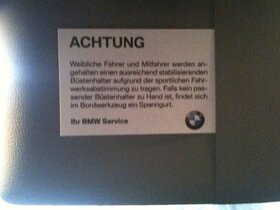 ACHTUNG
Weibliche Fahrer und Mitfahrer werden an-
gehalten einen ausreichend stabilisierenden
Büstenhalter aufgrund der sportlichen Fahr-
werksabstimmung zu tragen. Falls kein pas-
sender Büstenhalter zu Hand ist, findet sich
im Bordwerkzeug ein Spanngurt.
Ihr BMW Service